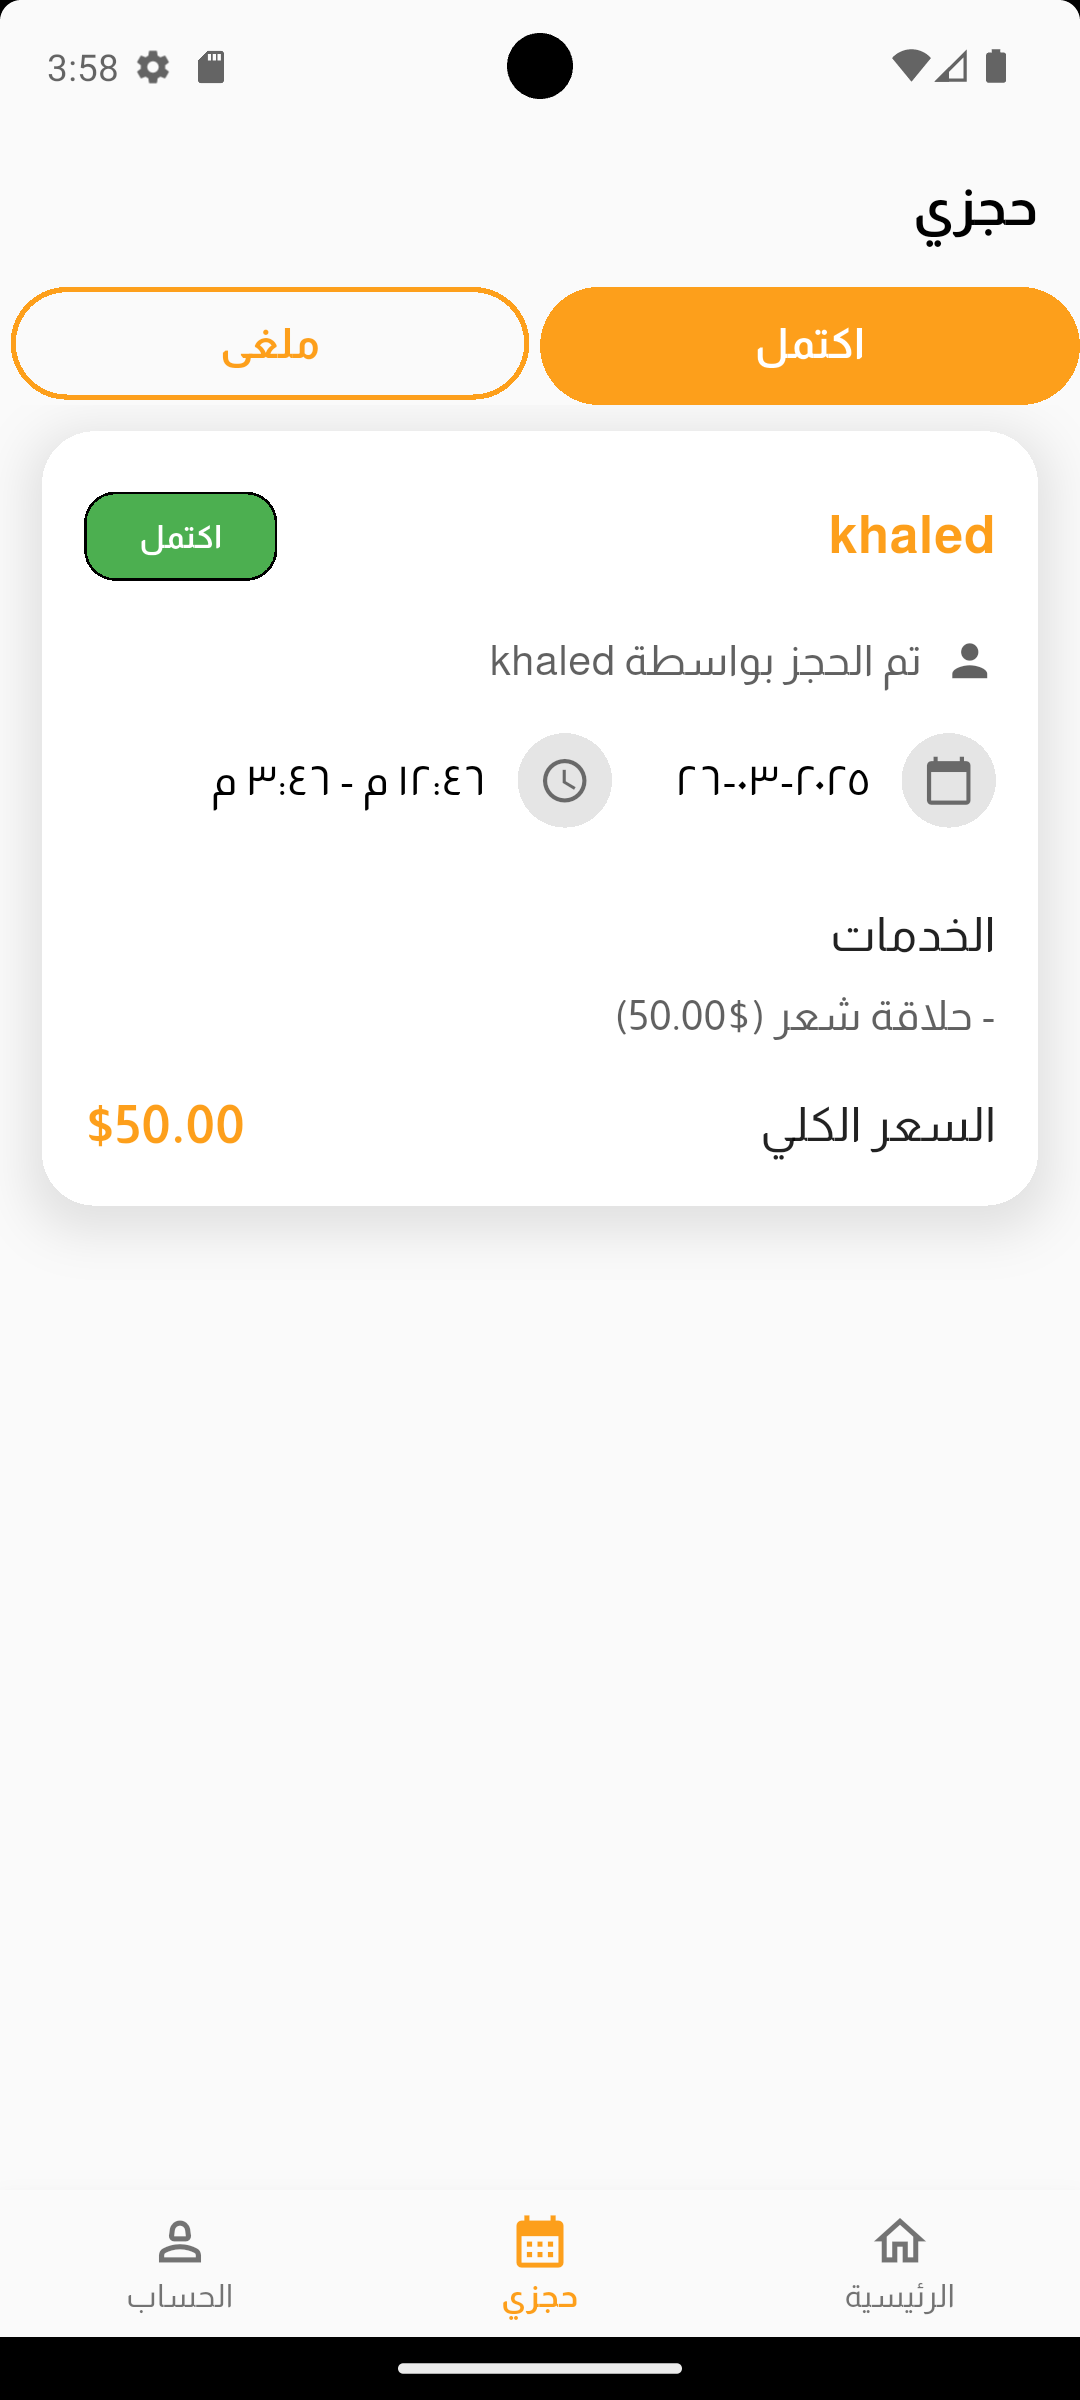 3:58
حجزي
اكتمل
ملغى
khaled
اكتمل
تم الحجز بواسطة khaled
٢٠٢٥-٠٣-٢٦
١٢:٤٦ م - ٣:٤٦ م
الخدمات
- حلاقة شعر ($50.00)
السعر الكلي
$50.00
الرئيسية
حجزي
الحساب